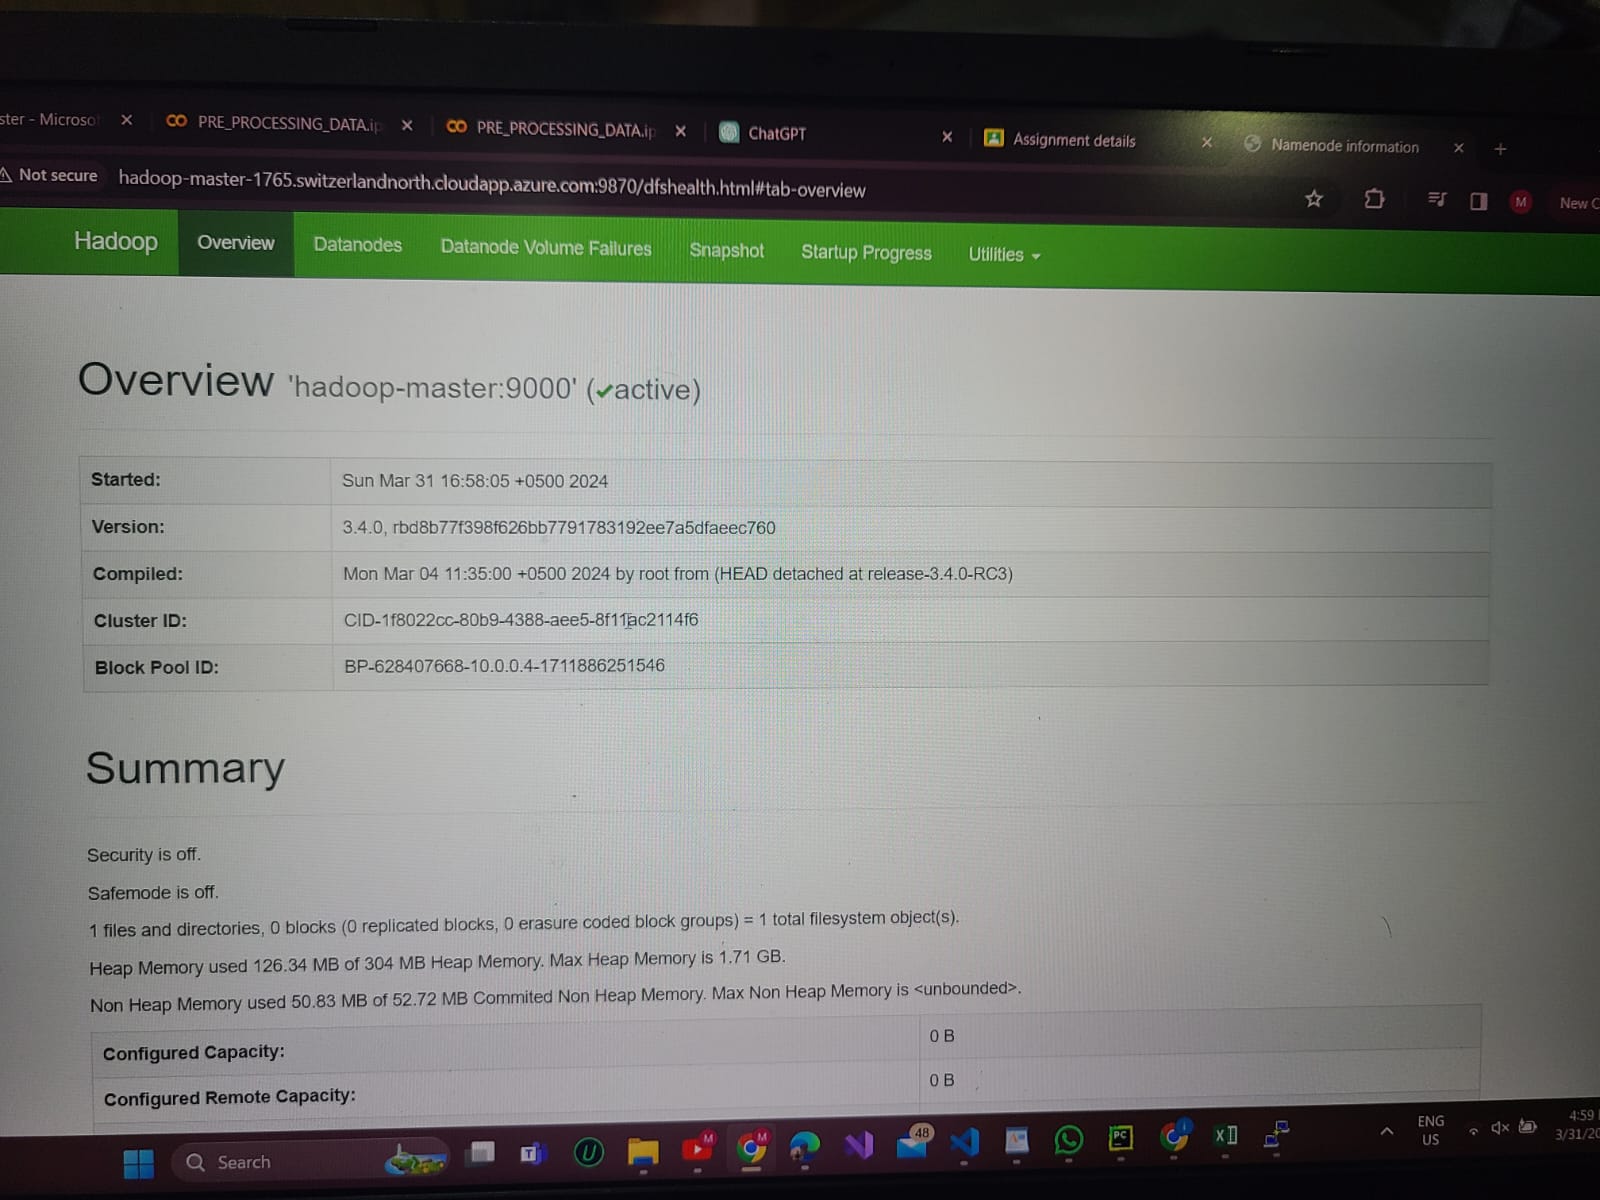 ster - Microso
PRE_PROCESSING_DATA.ip
PRE_PROCESSING_DATA.ip
ChatGPT
Assignment details
Namenode information
Not secure
hadoop-master-1765.switzerlandnorth.cloudapp.azure.com:9870/dfshealth.html#tab-overview
M
New C
Hadoop
Overview
Datanodes
Datanode Volume Failures
Snapshot
Startup Progress
Utilities
Overview 'hadoop-master:9000' (✔active)
Started: Sun Mar 31 16:58:05 +0500 2024
Version: 3.4.0, rbd8b77f398f626bb7791783192ee7a5dfaeec760
Compiled: Mon Mar 04 11:35:00 +0500 2024 by root from (HEAD detached at release-3.4.0-RC3)
Cluster ID: CID-1f8022cc-80b9-4388-aee5-8f11ac2114f6
Block Pool ID: BP-628407668-10.0.0.4-1711886251546
Summary
Security is off.
Safemode is off.
1 files and directories, 0 blocks (0 replicated blocks, 0 erasure coded block groups) = 1 total filesystem object(s).
Heap Memory used 126.34 MB of 304 MB Heap Memory. Max Heap Memory is 1.71 GB.
Non Heap Memory used 50.83 MB of 52.72 MB Commited Non Heap Memory. Max Non Heap Memory is <unbounded>.
Configured Capacity: 0 B
Configured Remote Capacity: 0 B
Search
M
M
48
PC
ENG
US
4:59
3/31/20